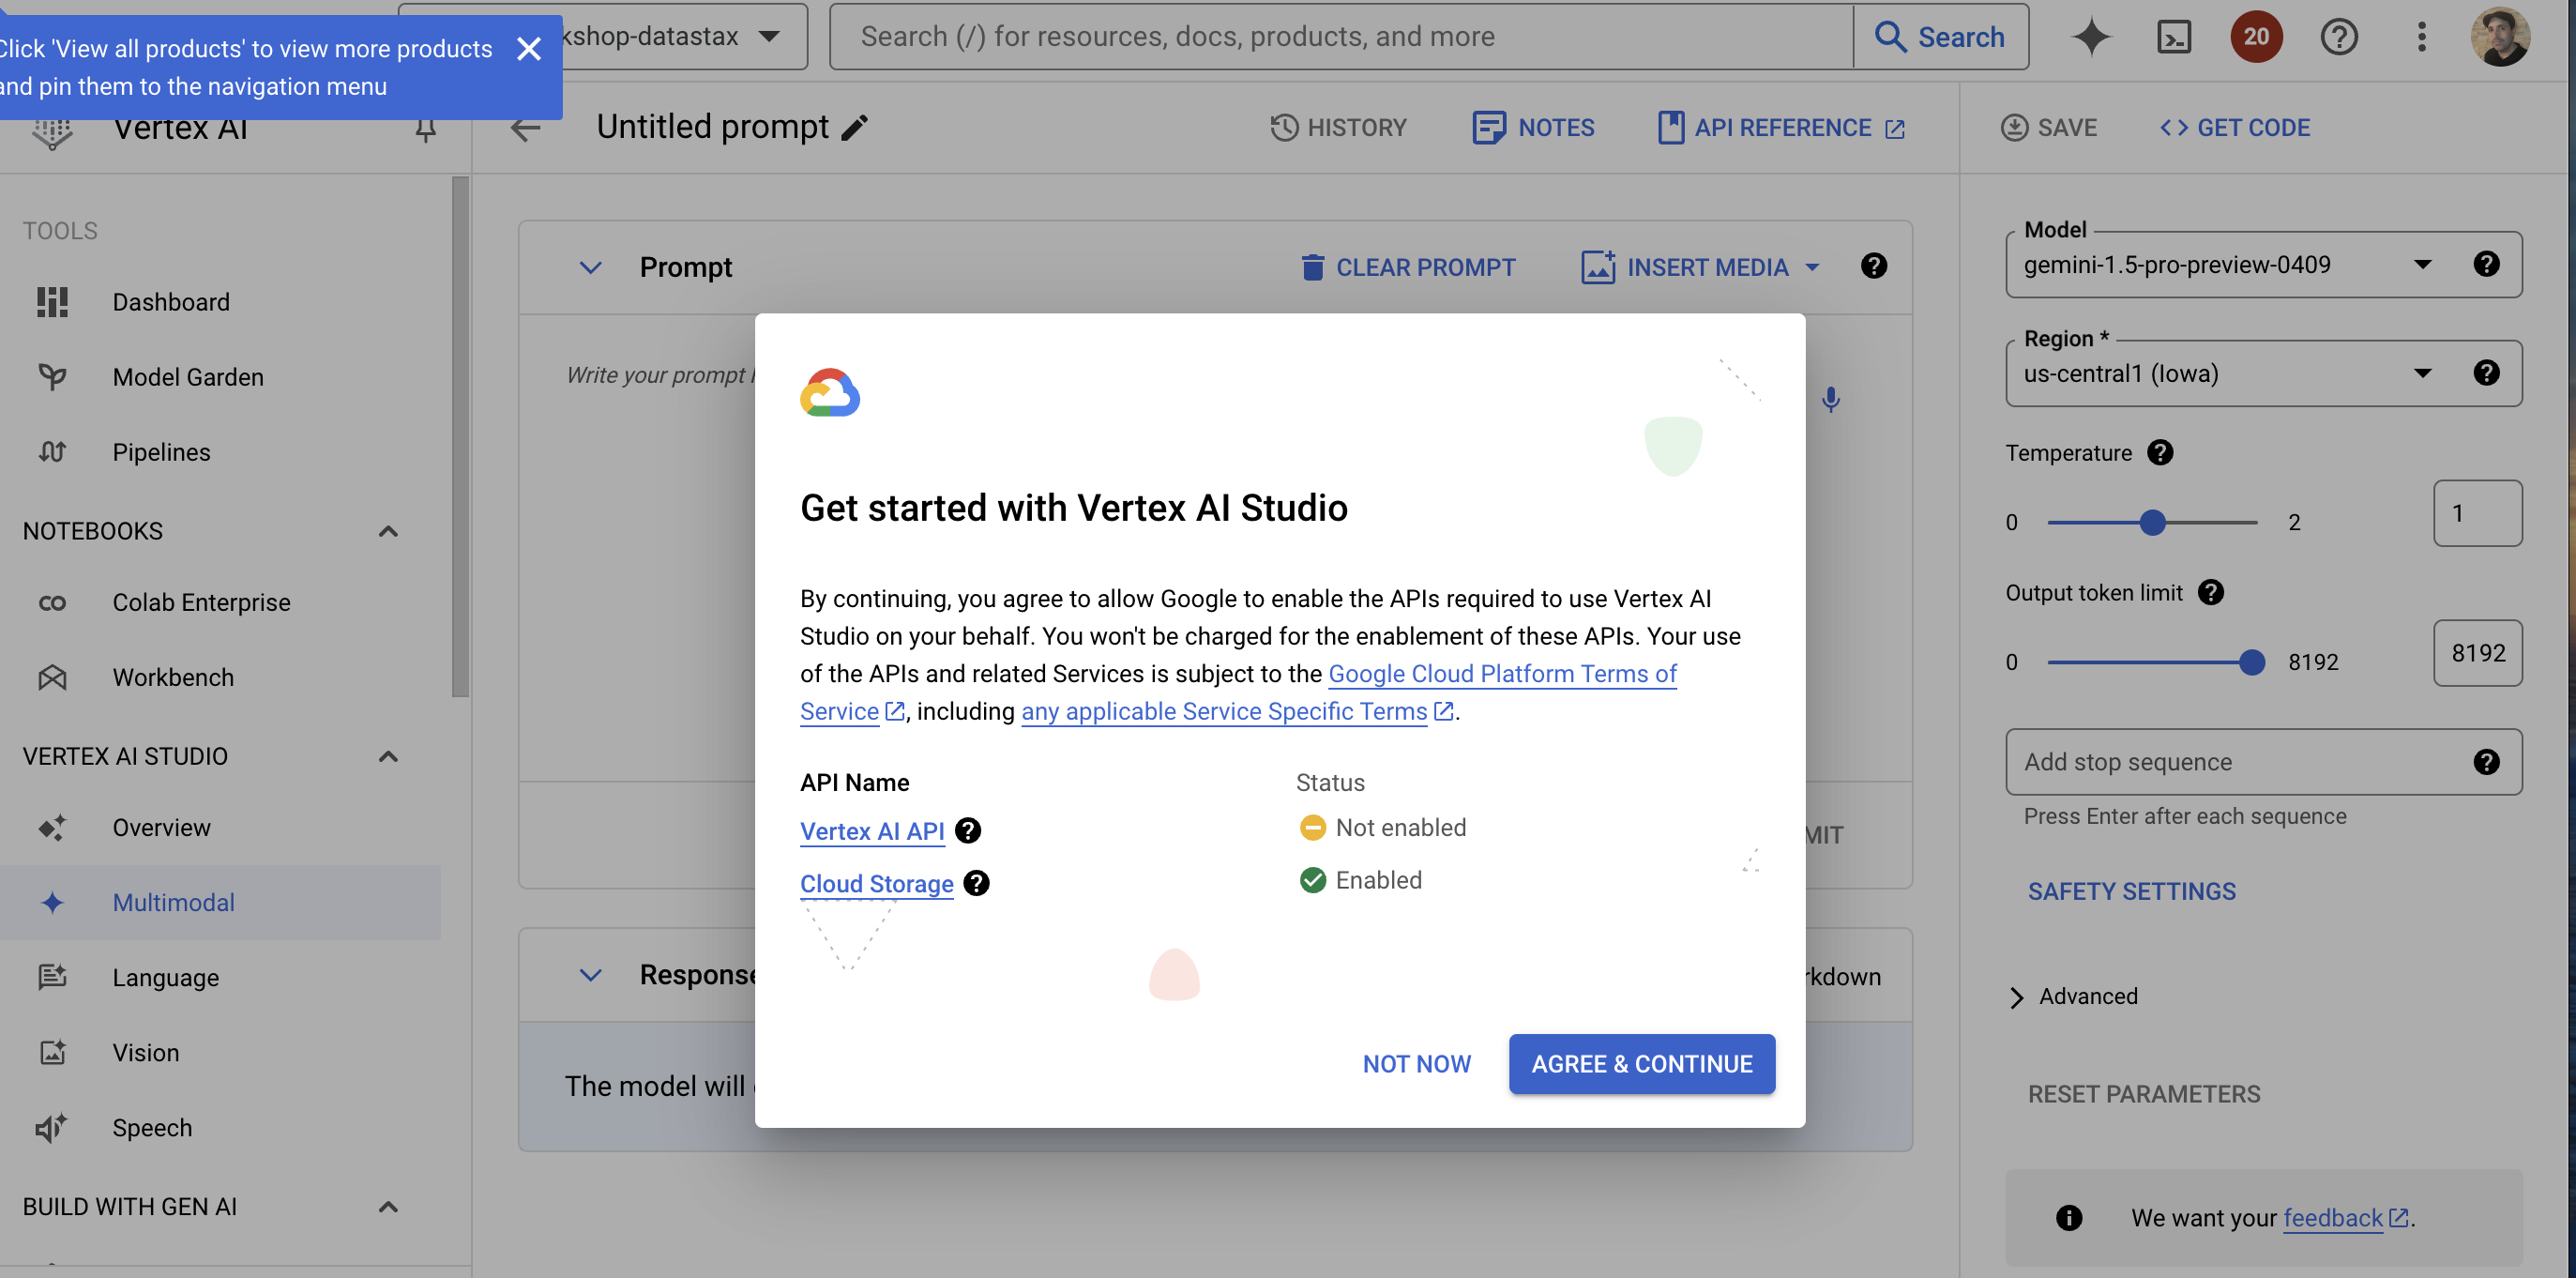 Click 'View all products' to view more products
and pin them to the navigation menu
kshop-datastax
Search (/) for resources, docs, products, and more
Search
20
Vertex AI
Untitled prompt
HISTORY
NOTES
API REFERENCE
SAVE
GET CODE
TOOLS
Dashboard
Model Garden
Pipelines
NOTEBOOKS
Colab Enterprise
Workbench
VERTEX AI STUDIO
Overview
Multimodal
Language
Vision
Speech
BUILD WITH GEN AI
Prompt
CLEAR PROMPT
INSERT MEDIA
Write your prompt
MIT
Response
rkdown
The model will
Get started with Vertex AI Studio
By continuing, you agree to allow Google to enable the APIs required to use Vertex AI
Studio on your behalf. You won't be charged for the enablement of these APIs. Your use
of the APIs and related Services is subject to the Google Cloud Platform Terms of
Service, including any applicable Service Specific Terms.
API Name Status
Vertex AI API Not enabled
Cloud Storage Enabled
NOT NOW
AGREE & CONTINUE
Model
gemini-1.5-pro-preview-0409
Region *
us-central1 (Iowa)
Temperature
0 2 1
Output token limit
0 8192 8192
Add stop sequence
Press Enter after each sequence
SAFETY SETTINGS
Advanced
RESET PARAMETERS
We want your feedback.